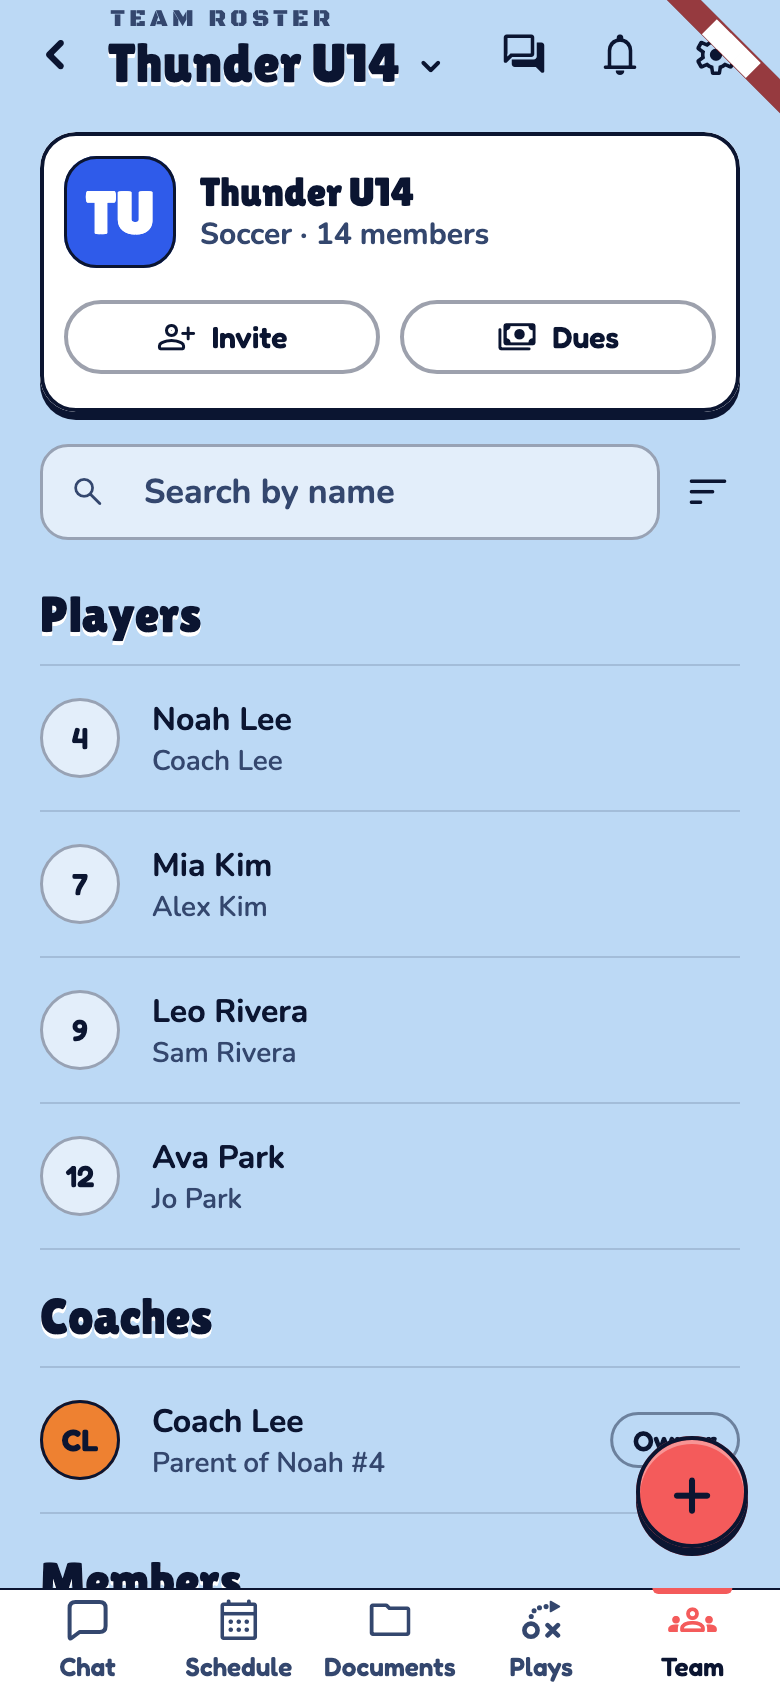 TEAM ROSTER
Thunder U14
TU
Thunder U14
Soccer · 14 members
Invite
Dues
Search by name
Players
4
Noah Lee
Coach Lee
7
Mia Kim
Alex Kim
9
Leo Rivera
Sam Rivera
12
Ava Park
Jo Park
Coaches
CL
Coach Lee
Parent of Noah #4
Members
Chat
Schedule
Documents
Plays
Team